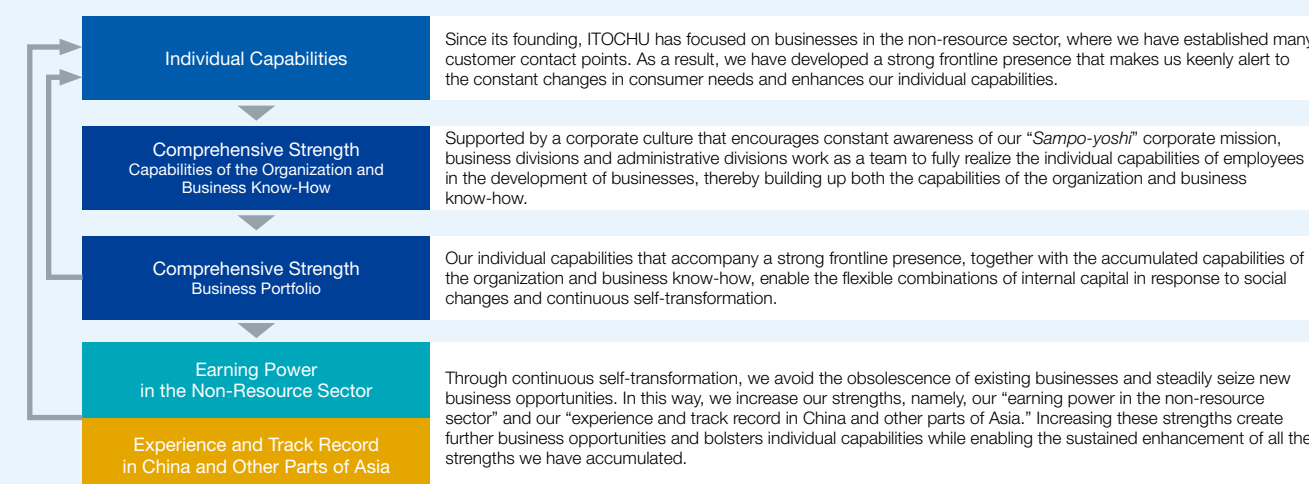 Individual Capabilities
Since its founding, ITOCHU has focused on businesses in the non-resource sector, where we have established many
customer contact points. As a result, we have developed a strong frontline presence that makes us keenly alert to
the constant changes in consumer needs and enhances our individual capabilities.
Comprehensive Strength
Capabilities of the Organization and
Business Know-How
Supported by a corporate culture that encourages constant awareness of our “Sampo-yoshi” corporate mission,
business divisions and administrative divisions work as a team to fully realize the individual capabilities of employees
in the development of businesses, thereby building up both the capabilities of the organization and business
know-how.
Comprehensive Strength
Business Portfolio
Our individual capabilities that accompany a strong frontline presence, together with the accumulated capabilities of
the organization and business know-how, enable the flexible combinations of internal capital in response to social
changes and continuous self-transformation.
Earning Power
in the Non-Resource Sector
Experience and Track Record
in China and Other Parts of Asia
Through continuous self-transformation, we avoid the obsolescence of existing businesses and steadily seize new
business opportunities. In this way, we increase our strengths, namely, our “earning power in the non-resource
sector” and our “experience and track record in China and other parts of Asia.” Increasing these strengths create
further business opportunities and bolsters individual capabilities while enabling the sustained enhancement of all the
strengths we have accumulated.